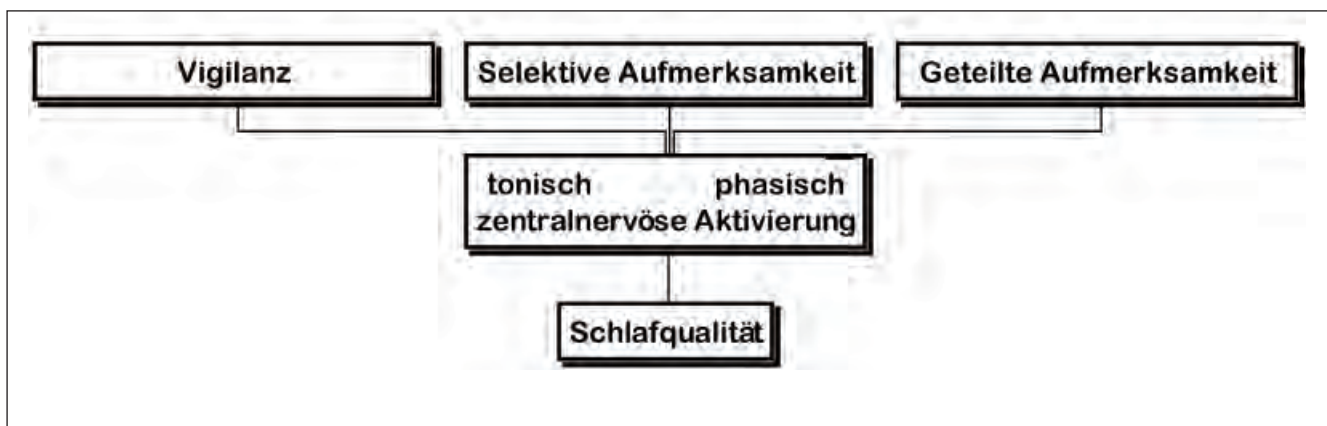 Vigilanz
Selektive Aufmerksamkeit
Geteilte Aufmerksamkeit
tonisch phasisch
zentralnervöse Aktivierung
Schlafqualität